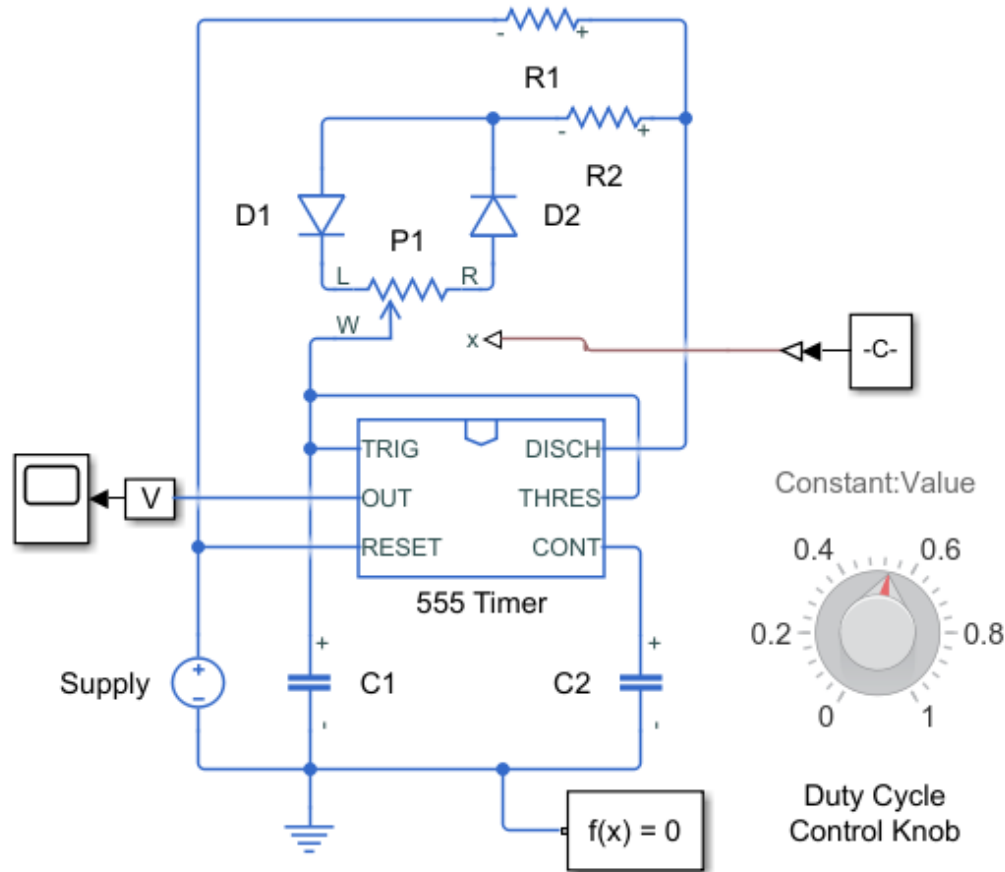 - +
R1
- +
R2
D1
D2
P1
L
R
W
x
-C-
TRIG
DISCH
V
OUT
THRES
RESET
CONT
555 Timer
Constant:Value
0.4
0.6
0.2
0.8
0
1
Supply
+
-
+
C1
-
+
C2
-
f(x) = 0
Duty Cycle
Control Knob